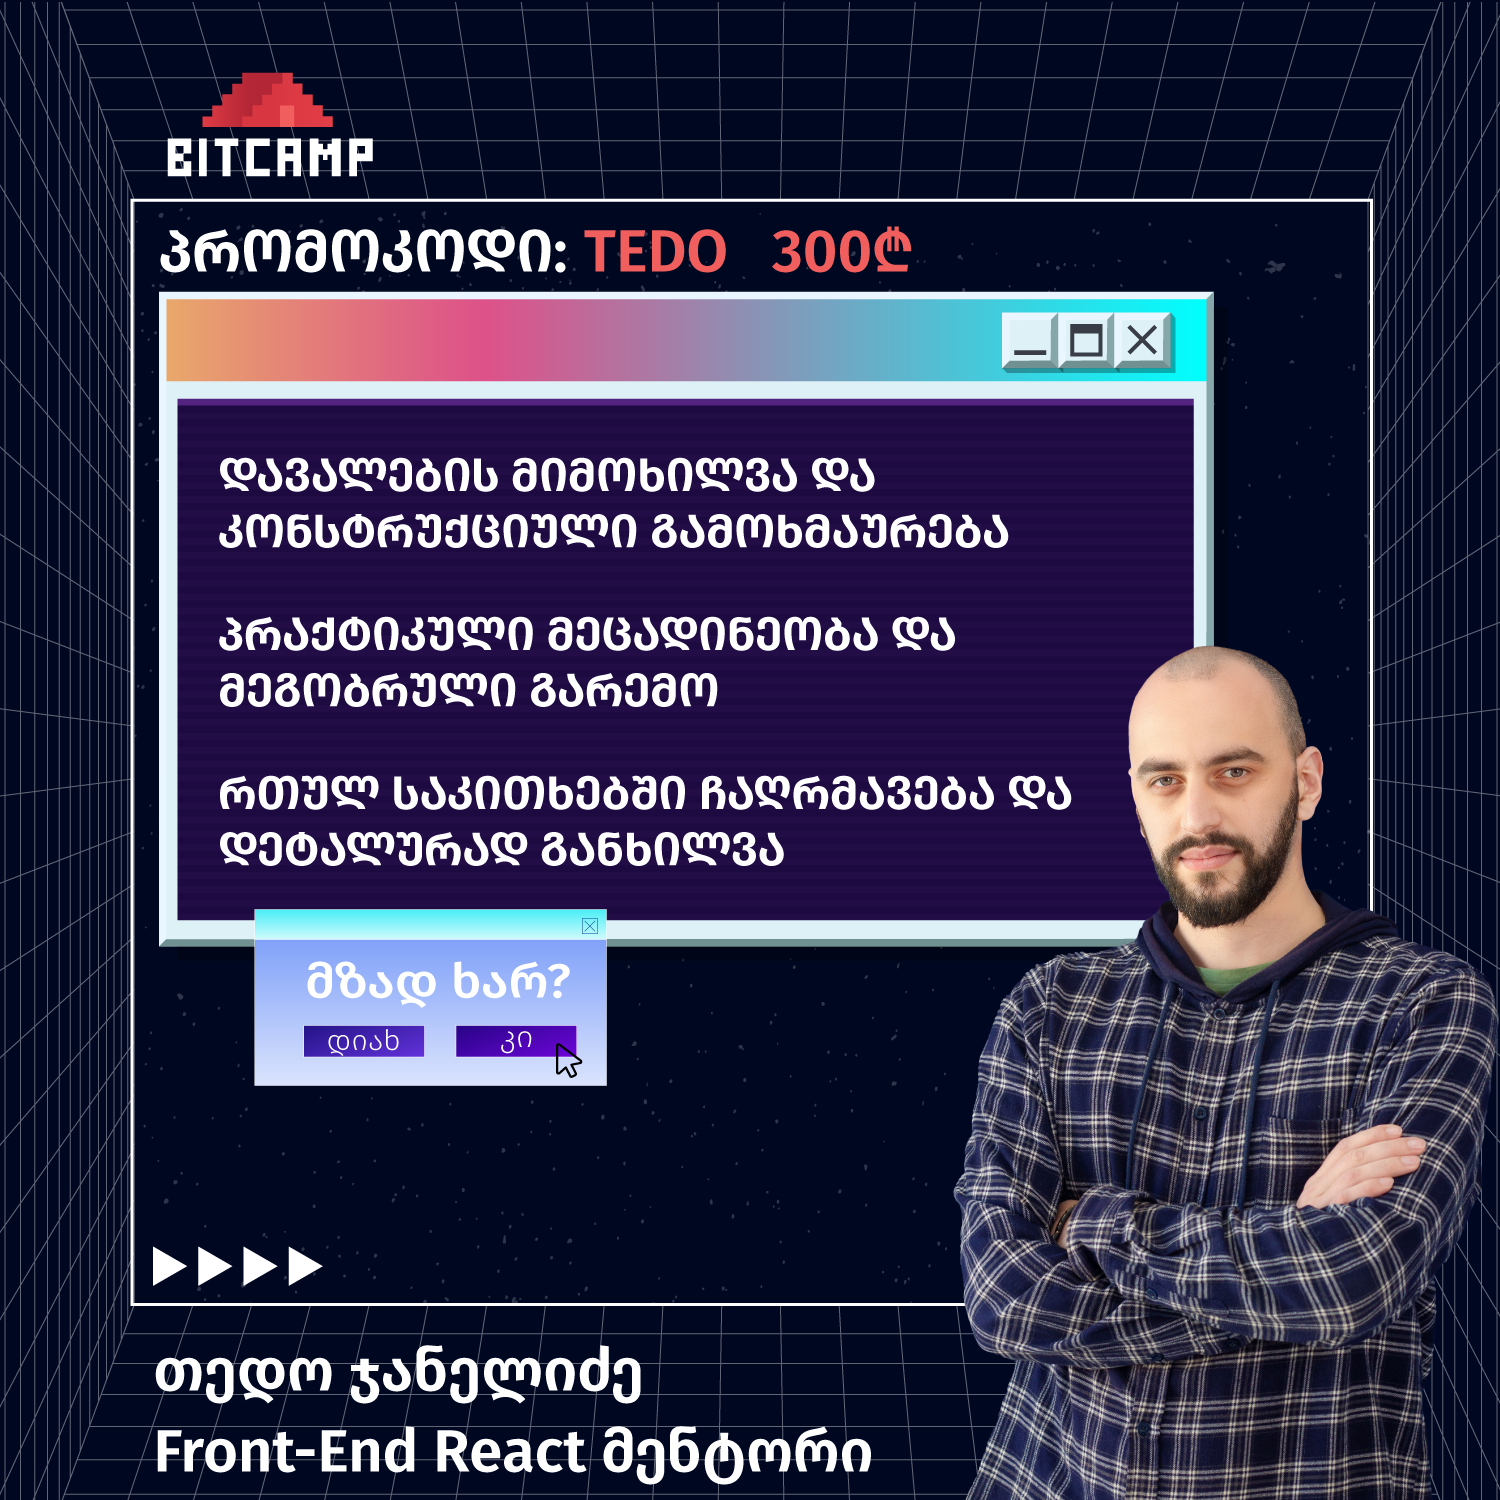 BITCAMP
პრომოკოდი: TEDO 300₾
დავალების მიმოხილვა და
კონსტრუქციული გამოხმაურება
პრაქტიკული მეცადინეობა და
მეგობრული გარემო
რთულ საკითხებში ჩაღრმავება და
დეტალურად განხილვა
მზად ხარ?
დიახ კი
თედო ჯანელიძე
Front-End React მენტორი